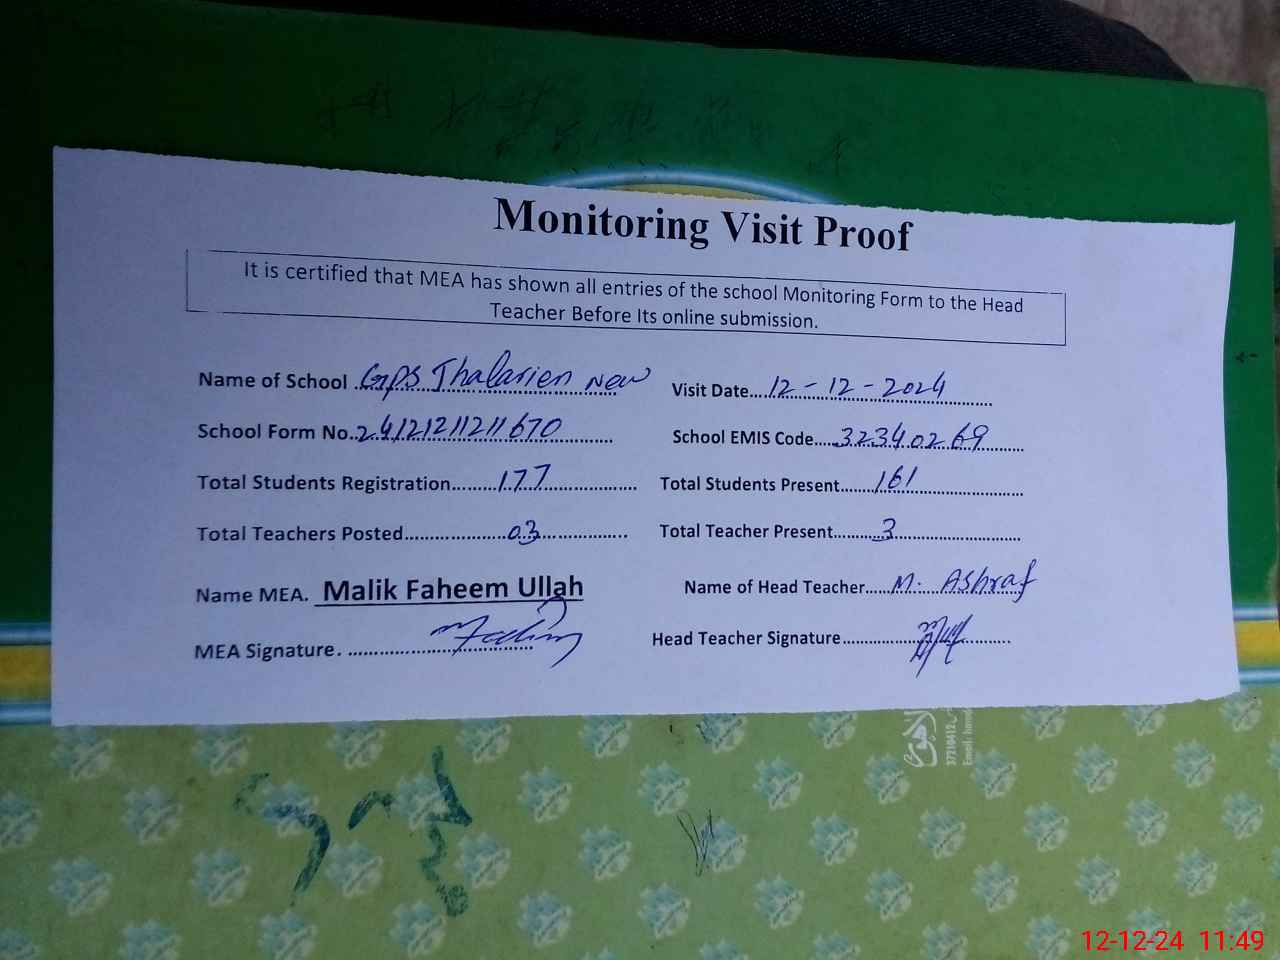 Monitoring Visit Proof
It is certified that MEA has shown all entries of the school Monitoring Form to the Head
Teacher Before Its online submission.
Name of School GPS Thalarien New Visit Date 12-12-2024
School Form No. 241212112111670 School EMIS Code 32340269
Total Students Registration 177 Total Students Present 161
Total Teachers Posted 03 Total Teacher Present 3
Name MEA. Malik Faheem Ullah Name of Head Teacher M. Ashraf
MEA Signature. Head Teacher Signature
37218412
12-12-24 11:49